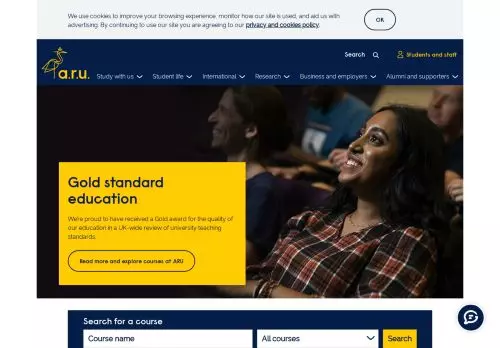 We use cookies to improve your browsing experience, monitor how our site is used, and aid us with
advertising. By continuing to use our site you are agreeing to our privacy and cookies policy.
OK
Search
Students and staff
a.r.u.
Study with us
Student life
International
Research
Business and employers
Alumni and supporters
Gold standard
education
We're proud to have received a Gold award for the quality of
our education in a UK-wide review of university teaching
standards.
Read more and explore courses at ARU
Search for a course
Course name
All courses
Search